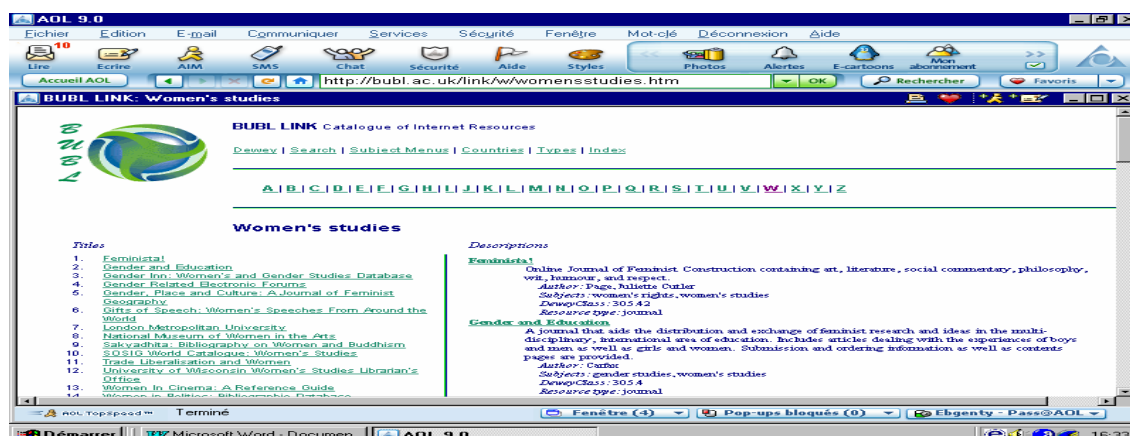 AOL 9.0
Fichier Edition E-mail Communiquer Services Sécurité Fenêtre Mot-clé Déconnexion Aide
10
Lire Ecrire AIM SMS Chat Sécurité Aide Styles Photos Alertes E-cartoons Mon abonnement
Accueil AOL http://bubl.ac.uk/link/w/womensstudies.htm OK Rechercher Favoris
BUBL LINK: Women's studies
BUBL
BUBL LINK Catalogue of Internet Resources
Dewey | Search | Subject Menus | Countries | Types | Index
A | B | C | D | E | F | G | H | I | J | K | L | M | N | O | P | Q | R | S | T | U | V | W | X | Y | Z
Women's studies
Titles
1. Feminista!
2. Gender and Education
3. Gender Inn: Women's and Gender Studies Database
4. Gender Related Electronic Forums
5. Gender, Place and Culture: A Journal of Feminist
Geography
6. Gifts of Speech: Women's Speeches From Around the
World
7. London Metropolitan University
8. National Museum of Women in the Arts
9. Sakyadhita: Bibliography on Women and Buddhism
10. SOSIG World Catalogue: Women's Studies
11. Trade Liberalisation and Women
12. University of Wisconsin Women's Studies Librarian's
Office
13. Women In Cinema: A Reference Guide
14. Women in Politics: Bibliographic Database
Descriptions
Feminista!
Online Journal of Feminist Construction containing art, literature, social commentary, philosophy,
wit, humour, and respect.
Author: Page, Juliette Cutler
Subjects: women's rights, women's studies
DeweyClass: 305.42
Resource type: journal
Gender and Education
A journal that aids the distribution and exchange of feminist research and ideas in the multi-
disciplinary, international area of education. Includes articles dealing with the experiences of boys
and men as well as girls and women. Submission and ordering information as well as contents
pages are provided.
Author: Carfax
Subjects: gender studies, women's studies
DeweyClass: 305.4
Resource type: journal
AOL TopSpeed™ Terminé Fenêtre (4) Pop-ups bloqués (0) Ebgenty - Pass@AOL
Démarrer Microsoft Word - Documen... AOL 9.0 16:33